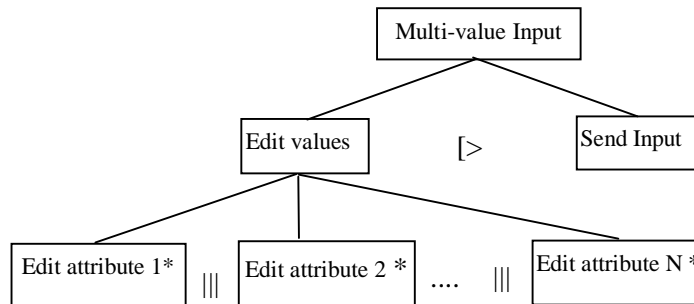 Multi-value Input
Edit values [> Send Input
Edit attribute 1* ||| Edit attribute 2 * .... ||| Edit attribute N *